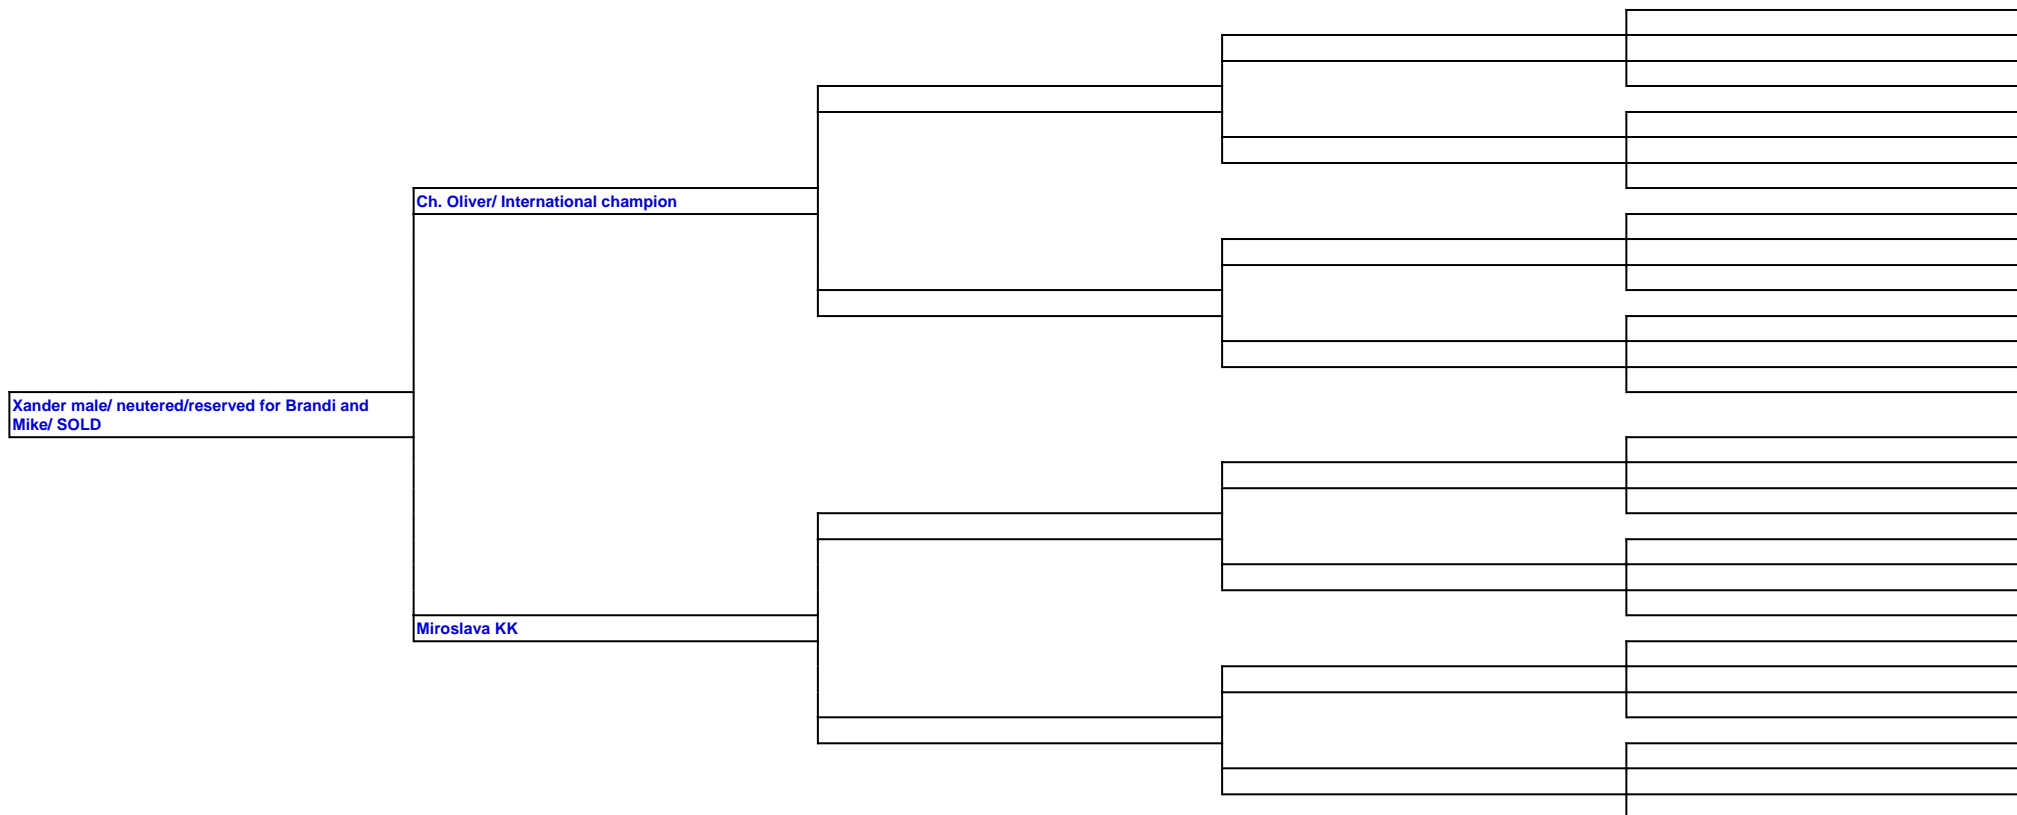 Ch. Oliver/ International champion
Xander male/ neutered/reserved for Brandi and
Mike/ SOLD
Miroslava KK